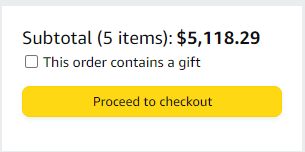 Subtotal (5 items): $5,118.29
This order contains a gift
Proceed to checkout